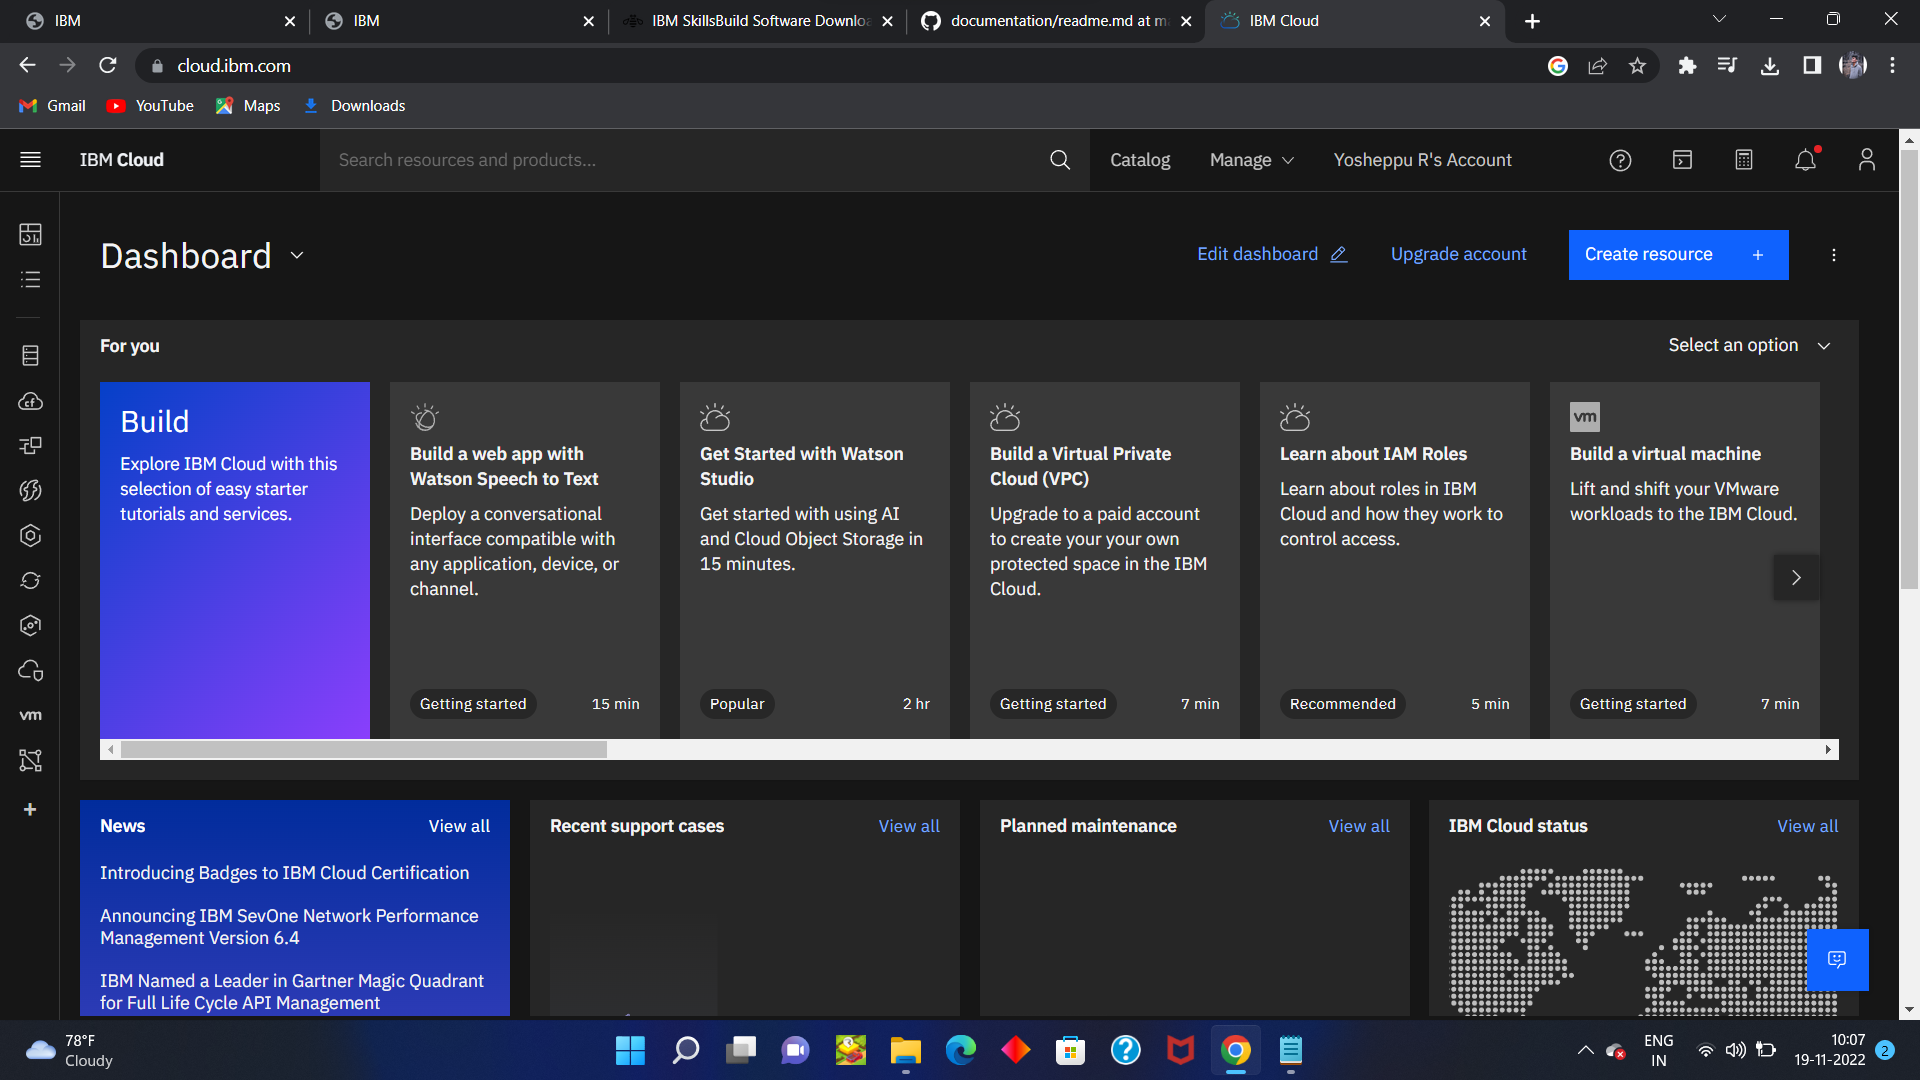 IBM
IBM
IBM SkillsBuild Software Downlo
documentation/readme.md at m
IBM Cloud
cloud.ibm.com
Gmail
YouTube
Maps
Downloads
IBM Cloud
Search resources and products...
Catalog
Manage
Yosheppu R's Account
Dashboard
Edit dashboard
Upgrade account
Create resource
For you
Select an option
Build
Explore IBM Cloud with this
selection of easy starter
tutorials and services.
Build a web app with
Watson Speech to Text
Deploy a conversational
interface compatible with
any application, device, or
channel.
Getting started
15 min
Get Started with Watson
Studio
Get started with using AI
and Cloud Object Storage in
15 minutes.
Popular
2 hr
Build a Virtual Private
Cloud (VPC)
Upgrade to a paid account
to create your your own
protected space in the IBM
Cloud.
Getting started
7 min
Learn about IAM Roles
Learn about roles in IBM
Cloud and how they work to
control access.
Recommended
5 min
vm
Build a virtual machine
Lift and shift your VMware
workloads to the IBM Cloud.
Getting started
7 min
cf
vm
News
View all
Introducing Badges to IBM Cloud Certification
Announcing IBM SevOne Network Performance
Management Version 6.4
IBM Named a Leader in Gartner Magic Quadrant
for Full Life Cycle API Management
Recent support cases
View all
Planned maintenance
View all
IBM Cloud status
View all
78°F
Cloudy
ENG
IN
10:07
19-11-2022
2